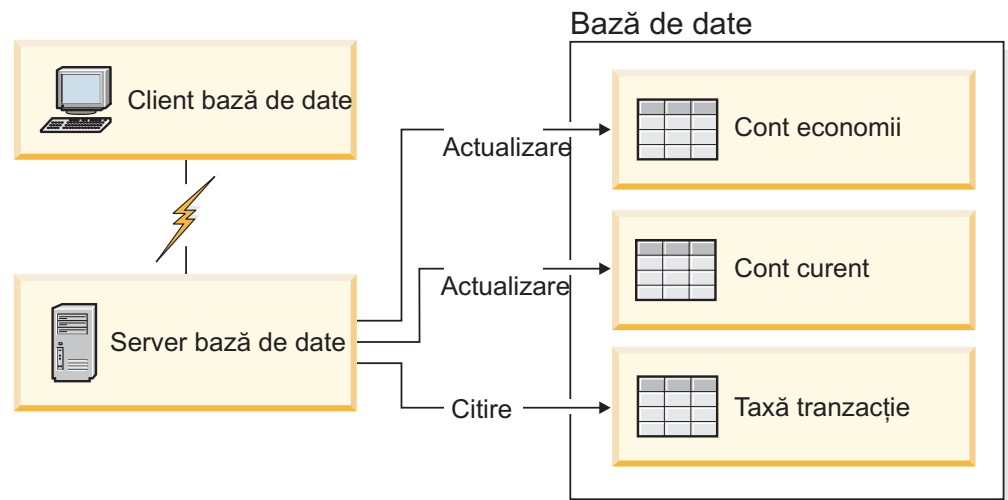 Bază de date
Client bază de date
Actualizare
Cont economii
Actualizare
Cont curent
Server bază de date
Citire
Taxă tranzacție